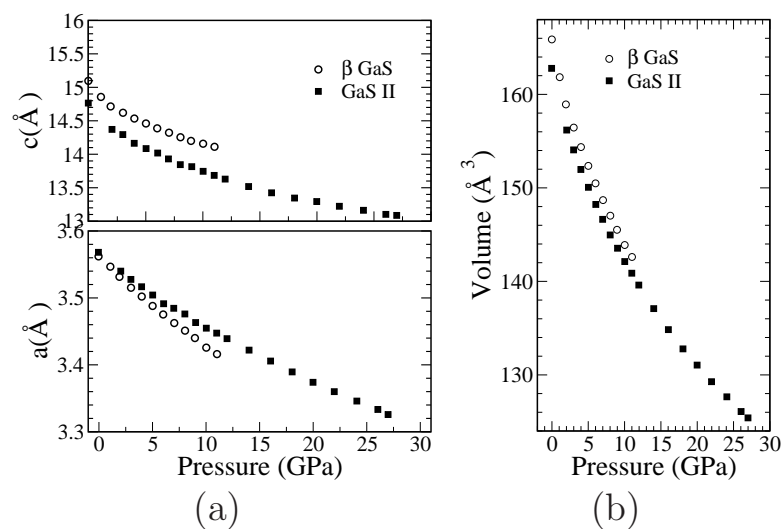 16
15
14.5
14
13.5
13
c(Å)
β GaS
GaS II
3.6
3.5
3.4
3.3
a(Å)
0 5 10 15 20 25 30
Pressure (GPa)
(a)
160
150
140
130
Volume (Å³)
β GaS
GaS II
0 5 10 15 20 25 30
Pressure (GPa)
(b)